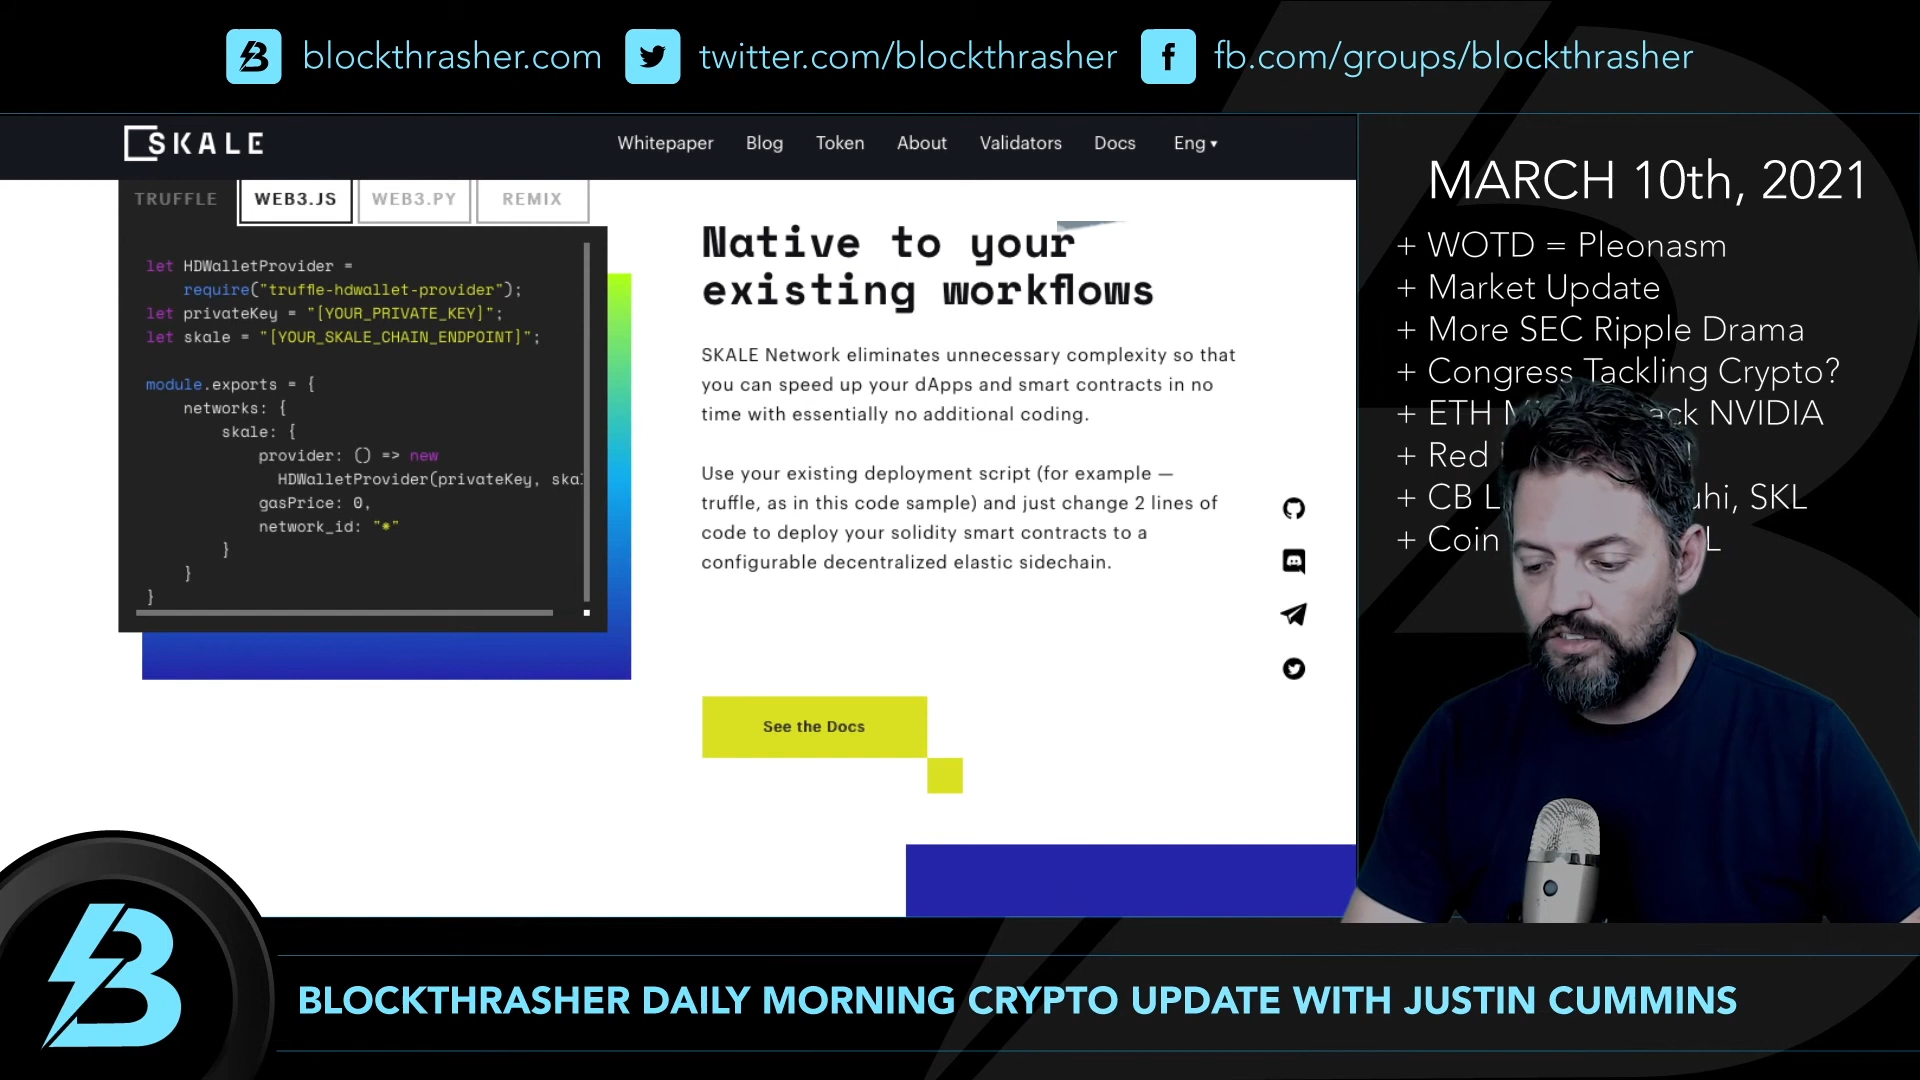 blockthrasher.com
twitter.com/blockthrasher
fb.com/groups/blockthrasher
SKALE
Whitepaper Blog Token About Validators Docs Eng
TRUFFLE WEB3.JS WEB3.PY REMIX
let HDWalletProvider =
require("truffle-hdwallet-provider");
let privateKey = "[YOUR_PRIVATE_KEY]";
let skale = "[YOUR_SKALE_CHAIN_ENDPOINT]";
module.exports = {
networks: {
skale: {
provider: () => new
HDWalletProvider(privateKey,
gasPrice: 0,
network_id: "*"
}
}
}
Native to your
existing workflows
SKALE Network eliminates unnecessary complexity so that
you can speed up your dApps and smart contracts in no
time with essentially no additional coding.
Use your existing deployment script (for example —
truffle, as in this code sample) and just change 2 lines of
code to deploy your solidity smart contracts to a
configurable decentralized elastic sidechain.
See the Docs
MARCH 10th, 2021
+ WOTD = Pleonasm
+ Market Update
+ More SEC Ripple Drama
+ Congress Tackling Crypto?
+ ETH NVIDIA
+ Red
+ CB SKL
+ Coin
B
BLOCKTHRASHER DAILY MORNING CRYPTO UPDATE WITH JUSTIN CUMMINS